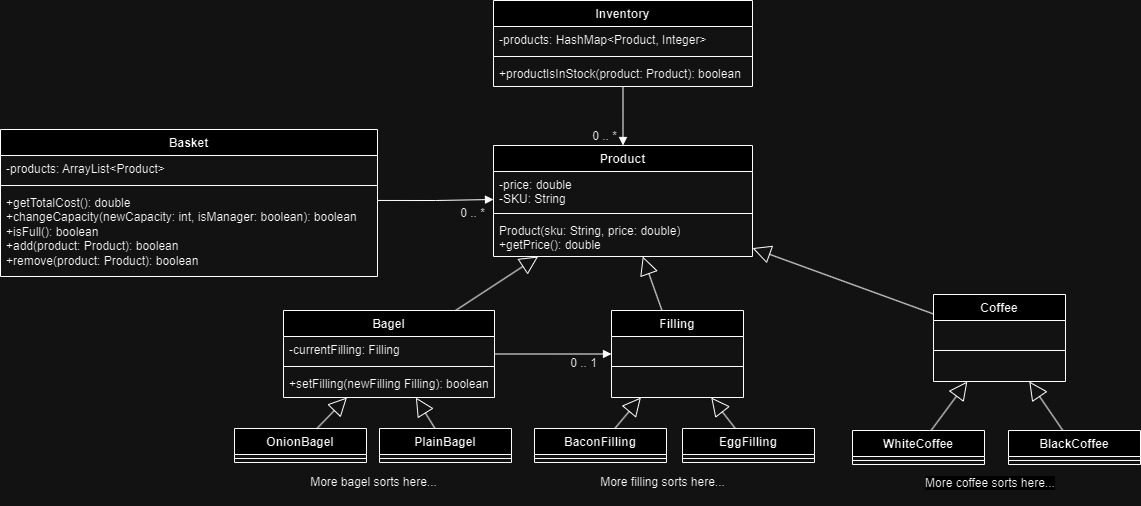 Inventory
-products: HashMap<Product, Integer>
+productIsInStock(product: Product): boolean
0 .. *
Basket
-products: ArrayList<Product>
+getTotalCost(): double
+changeCapacity(newCapacity: int, isManager: boolean): boolean
+isFull(): boolean
+add(product: Product): boolean
+remove(product: Product): boolean
0 .. *
Product
-price: double
-SKU: String
Product(sku: String, price: double)
+getPrice(): double
Bagel
-currentFilling: Filling
+setFilling(newFilling Filling): boolean
0 .. 1
Filling
Coffee
OnionBagel
PlainBagel
BaconFilling
EggFilling
WhiteCoffee
BlackCoffee
More bagel sorts here...
More filling sorts here...
More coffee sorts here...